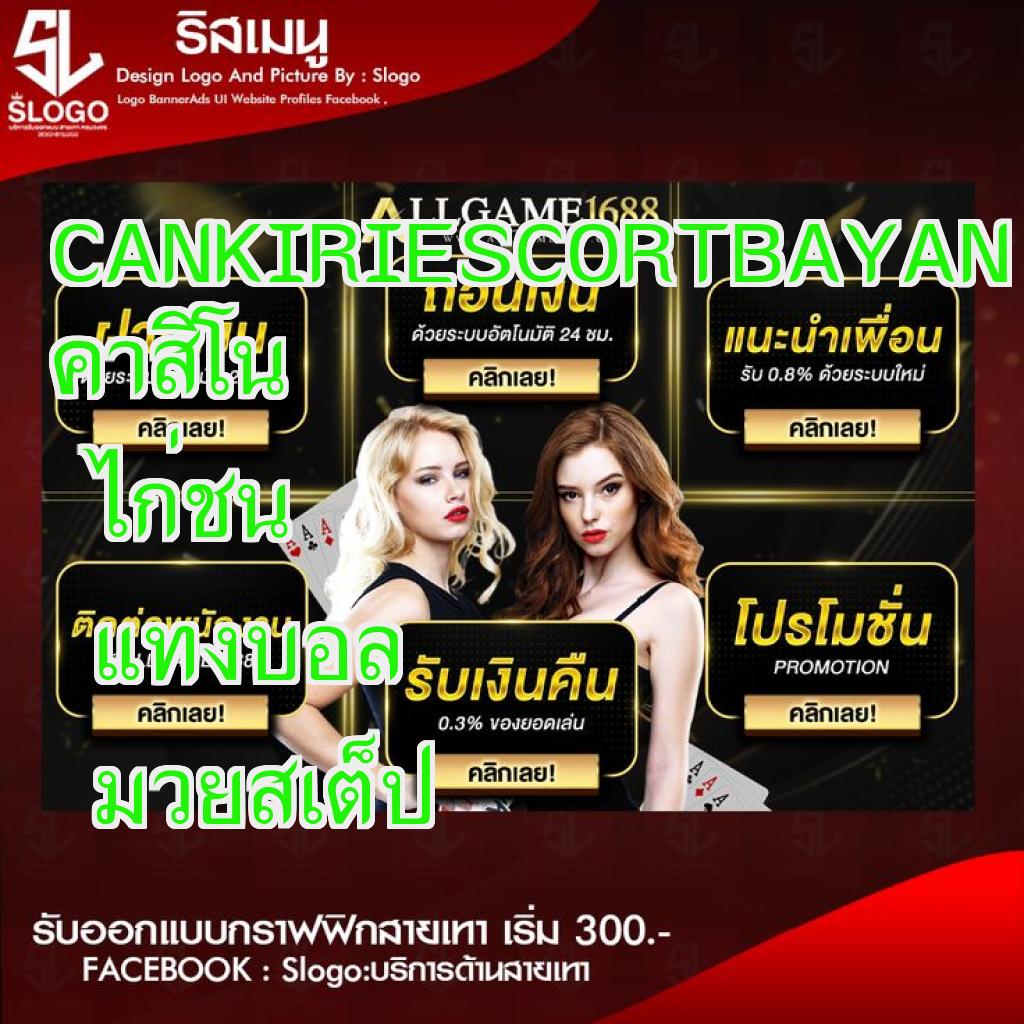 SL
SLOGO
ริสเมนู
Design Logo And Picture By : Slogo
Logo BannerAds UI Website Profiles Facebook .
LLGAME1688
CANKIRIESCORTBAYAN
ถอนเงิน
ด้วยระบบอัตโนมัติ 24 ชม.
คลิกเลย!
แนะนำเพื่อน
รับ 0.8% ด้วยระบบใหม่
คลิกเลย!
คาสิโน
คลิกเลย!
ไก่ชน
แทงบอล
คลิกเลย!
รับเงินคืน
0.3% ของยอดเล่น
คลิกเลย!
โปรโมชั่น
PROMOTION
คลิกเลย!
มวยสเต็ป
รับออกแบบกราฟฟิกสายเทา เริ่ม 300.-
FACEBOOK : Slogo:บริการด้านสายเทา